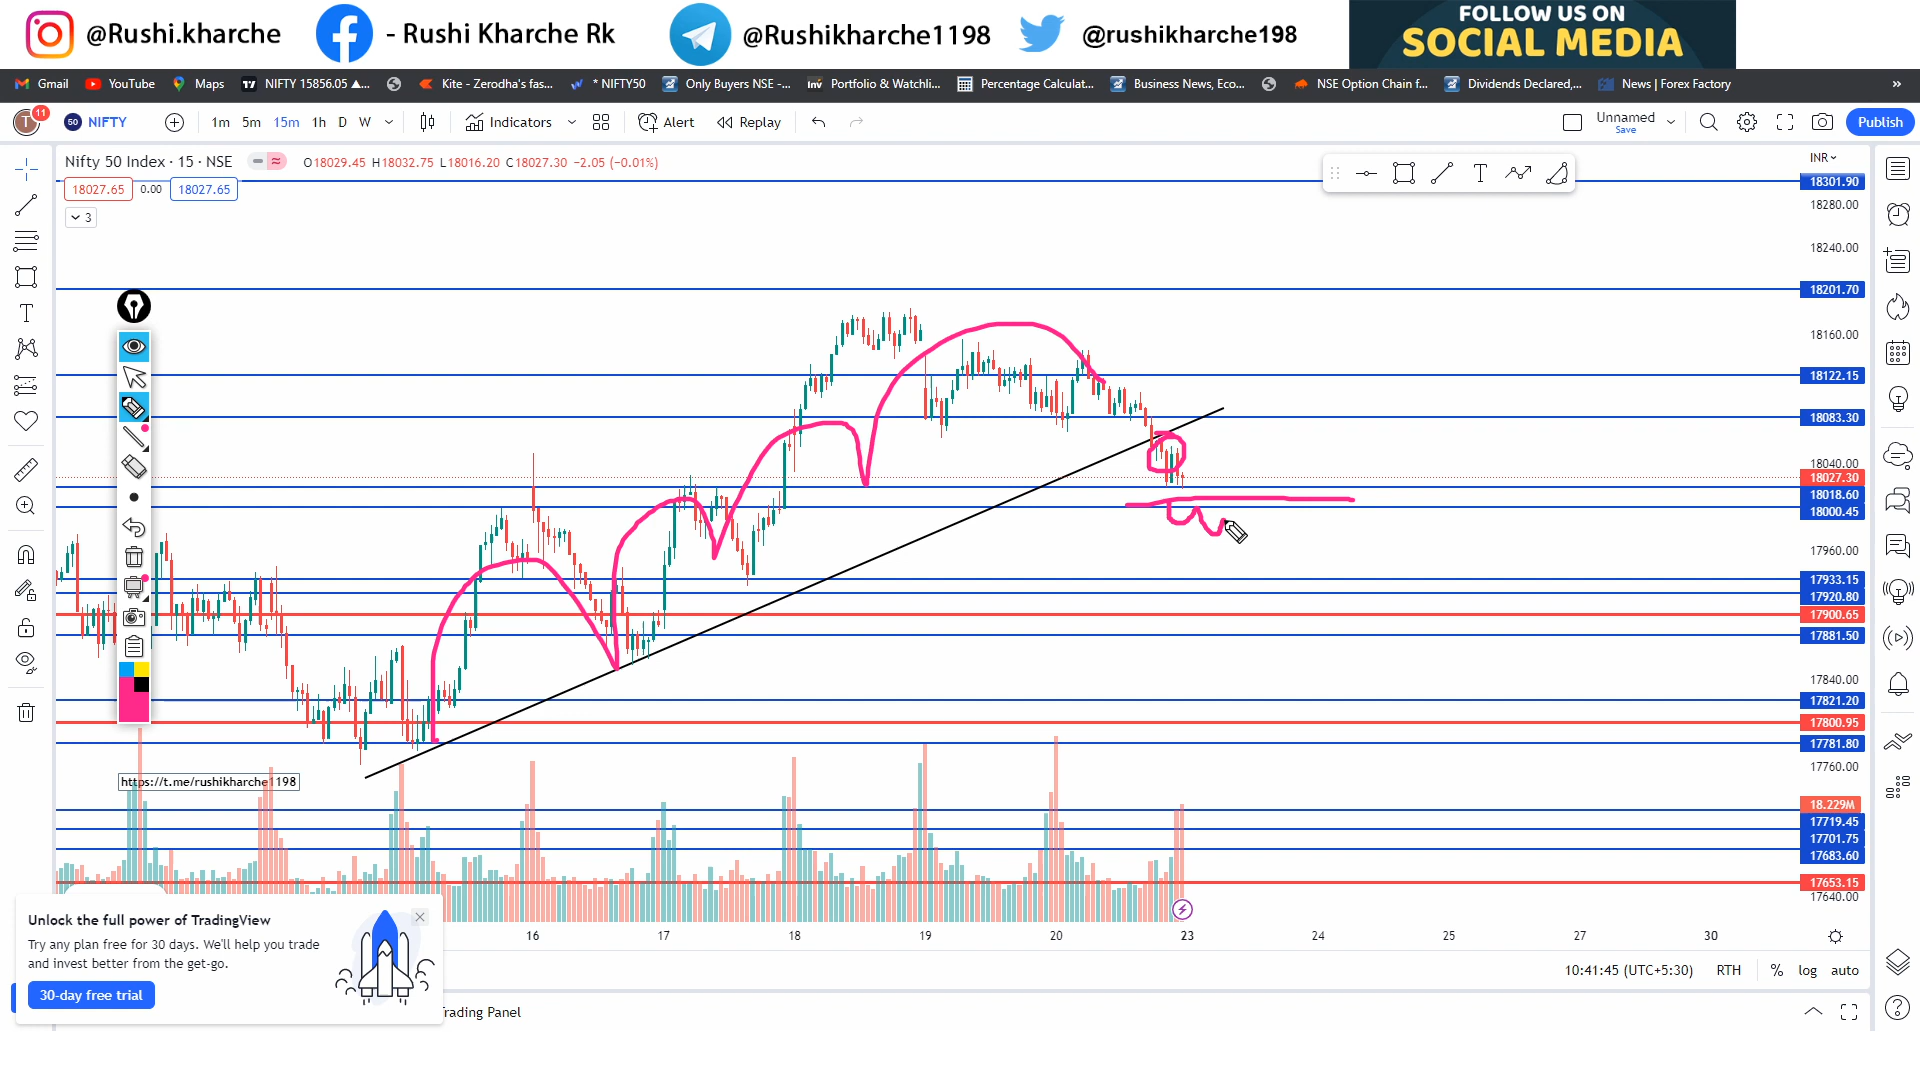 @Rushi.kharche - Rushi Kharche Rk @Rushikharche1198 @rushikharche198 FOLLOW US ON
SOCIAL MEDIA
Gmail YouTube Maps NIFTY 15856.05 ▲... Kite - Zerodha's fas... * NIFTY50 Only Buyers NSE -... Portfolio & Watchli... Percentage Calculat... Business News, Eco... NSE Option Chain f... Dividends Declared,... News | Forex Factory »
T 11 50 NIFTY 1m 5m 15m 1h D W Indicators Alert Replay Unnamed Save Publish
Nifty 50 Index · 15 · NSE O18029.45 H18032.75 L18016.20 C18027.30 −2.05 (−0.01%) INR
18027.65 0.00 18027.65
3
18301.90
18280.00
18240.00
18201.70
18160.00
18122.15
18083.30
18040.00
18027.30
18018.60
18000.45
17960.00
17933.15
17920.80
17900.65
17881.50
17840.00
17821.20
17800.95
17781.80
17760.00
https://t.me/rushikharche1198
18.229M
17719.45
17701.75
17683.60
17653.15
17640.00
Unlock the full power of TradingView
Try any plan free for 30 days. We'll help you trade
and invest better from the get-go.
30-day free trial
16 17 18 19 20 23 24 25 27 30
10:41:45 (UTC+5:30) RTH % log auto
rading Panel